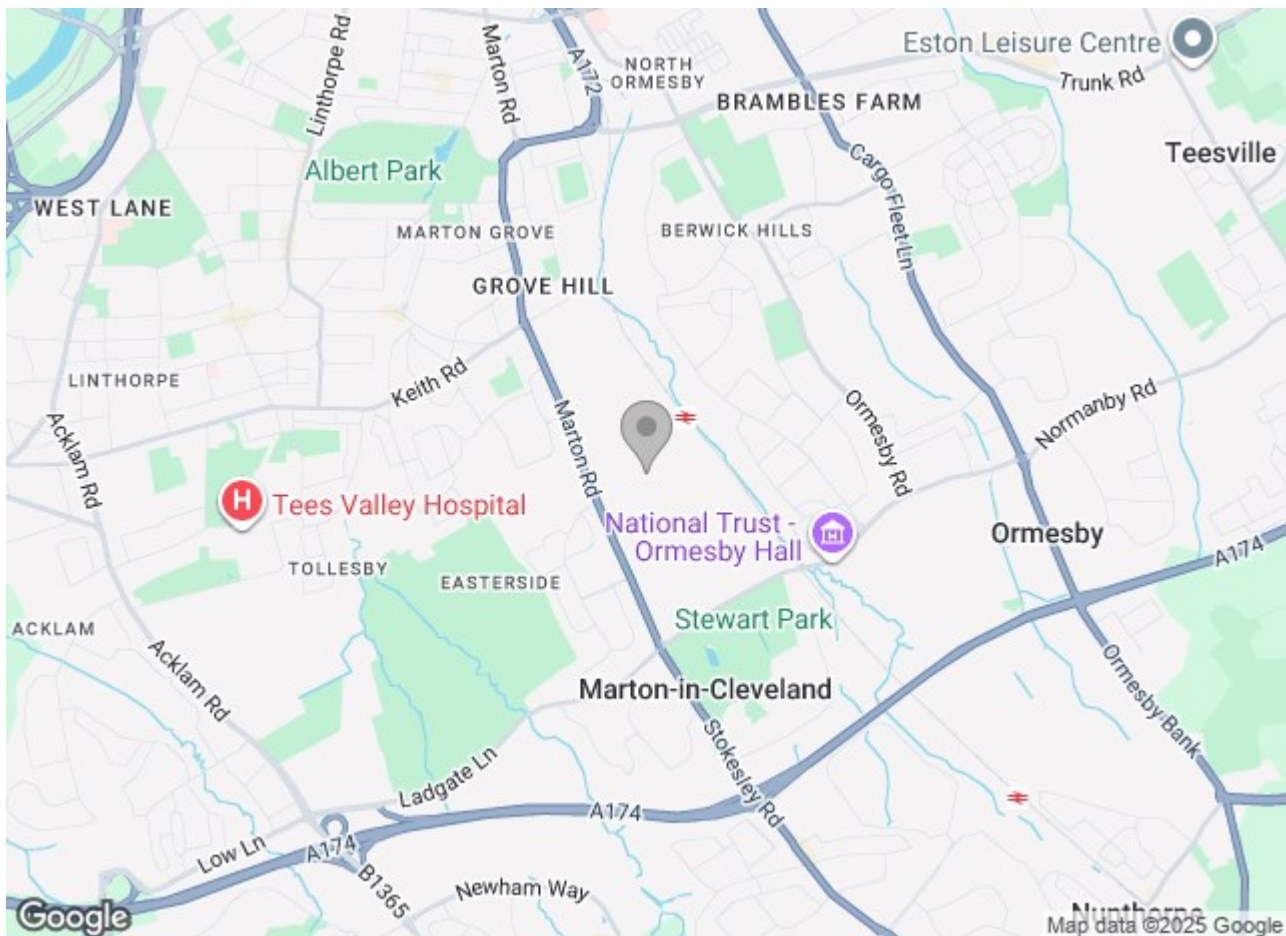 Linthorpe Rd
Marton Rd
A172
NORTH
ORMESBY
Eston Leisure Centre
Trunk Rd
BRAMBLES FARM
Teesville
Albert Park
Cargo Fleet Ln
WEST LANE
MARTON GROVE
BERWICK HILLS
GROVE HILL
LINTHORPE
Keith Rd
Acklam Rd
Marton Rd
Ormesby Rd
Normanby Rd
H
Tees Valley Hospital
National Trust -
Ormesby Hall
Ormesby
A174
TOLLESBY
EASTERSIDE
Stewart Park
ACKLAM
Acklam Rd
Marton-in-Cleveland
Ormesby Bank
Stokesley Rd
Ladgate Ln
A174
Low Ln
A174
B1365
Newham Way
Nunthorpe
Google
Map data ©2025 Google